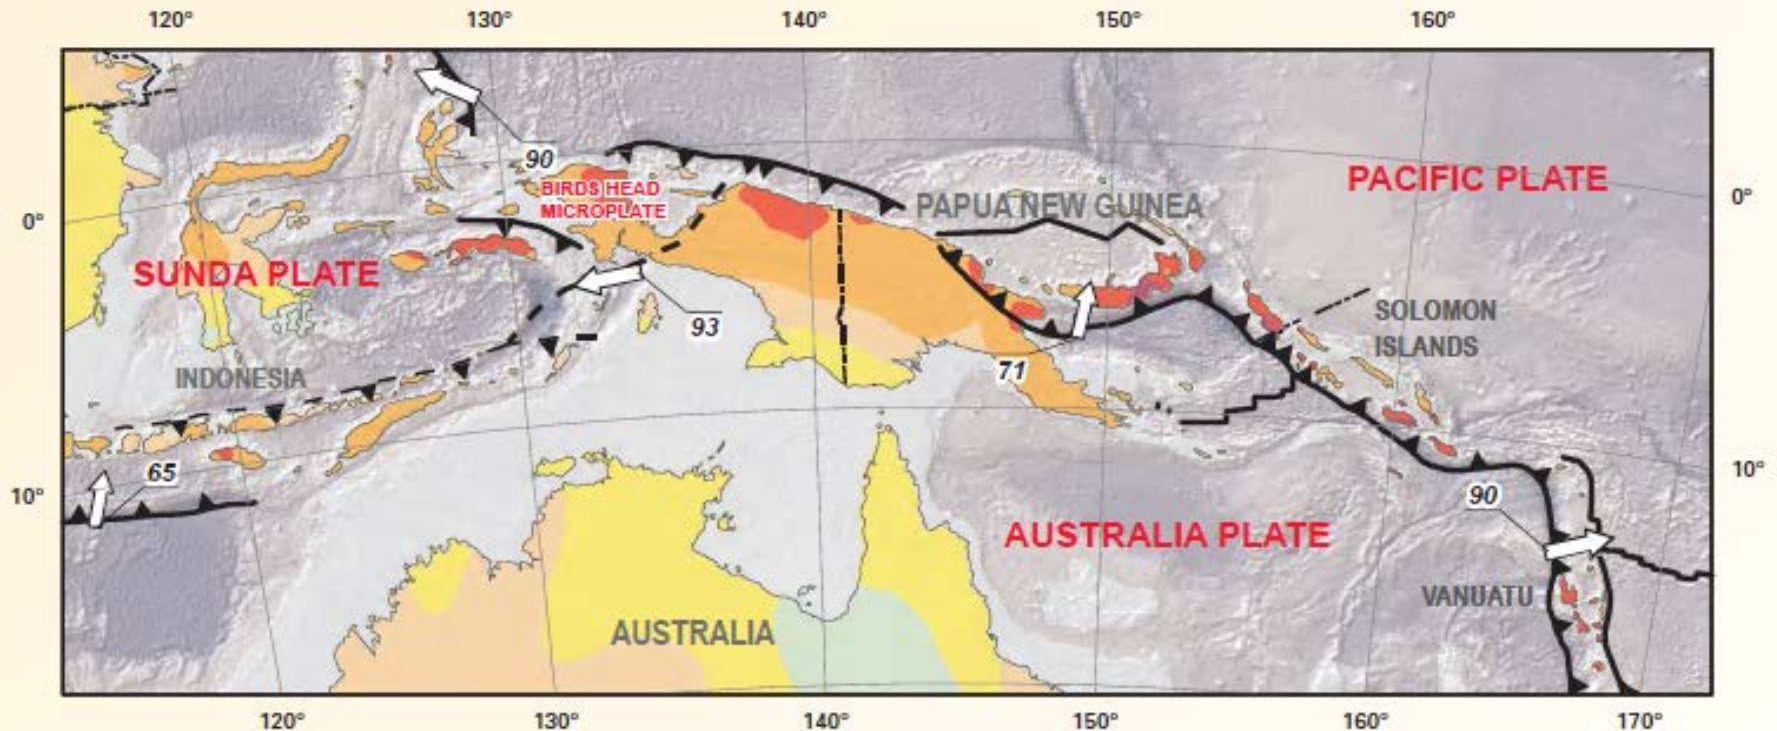 120°
130°
140°
150°
160°
90
BIRDS HEAD
MICROPLATE
PACIFIC PLATE
PAPUA NEW GUINEA
0°
0°
SUNDA PLATE
93
SOLOMON
ISLANDS
INDONESIA
71
65
10°
10°
90
AUSTRALIA PLATE
VANUATU
AUSTRALIA
120°
130°
140°
150°
160°
170°